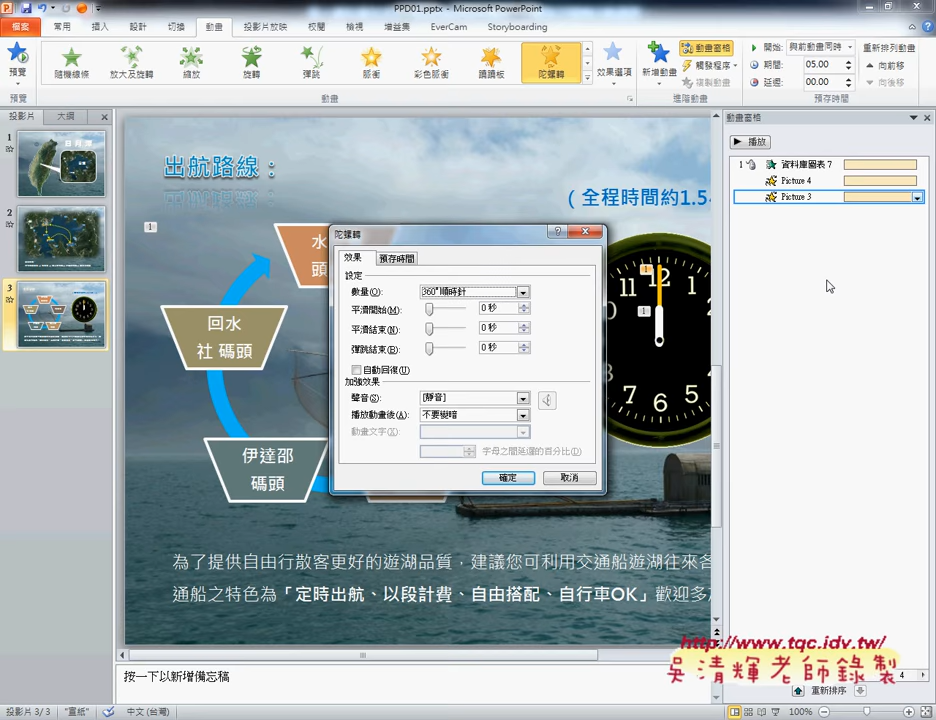 PPD01.pptx - Microsoft PowerPoint
檔案 常用 插入 設計 切換 動畫 投影片放映 校閱 檢視 增益集 EverCam Storyboarding
預覽 隨機線條 放大及旋轉 縮放 旋轉 彈跳 脈衝 彩色脈衝 蹺蹺板 陀螺轉 效果選項 新增動畫
動畫窗格 觸發程序 複製動畫
開始: 與前動畫同時 重新排列動畫
期間: 05.00 向前移
延遲: 00.00 向後移
預覽 動畫 進階動畫 預存時間
投影片 大綱
1
2
3
出航路線：
（全程時間約1.5
1
水
頭
回水
社 碼頭
伊達邵
碼頭
11 12 1
1
7 6 5
為了提供自由行散客更好的遊湖品質，建議您可利用交通船遊湖往來各
通船之特色為「定時出航、以段計費、自由搭配、自行車OK」歡迎多
陀螺轉
效果 預存時間
設定
數量(O): 360°順時針
平滑開始(M): 0 秒
平滑結束(N): 0 秒
彈跳結束(B): 0 秒
自動回復(U)
加強效果
聲音(S): [靜音]
播放動畫後(A): 不要變暗
動畫文字(X):
字母之間延遲的百分比(D)
確定 取消
動畫窗格
播放
1 資料庫圖表 7
Picture 4
Picture 3
http://www.tqc.idv.tw/
吳清輝老師錄製
4
重新排序
按一下以新增備忘稿
投影片 3/3 "宣紙" 中文 (台灣) 100%